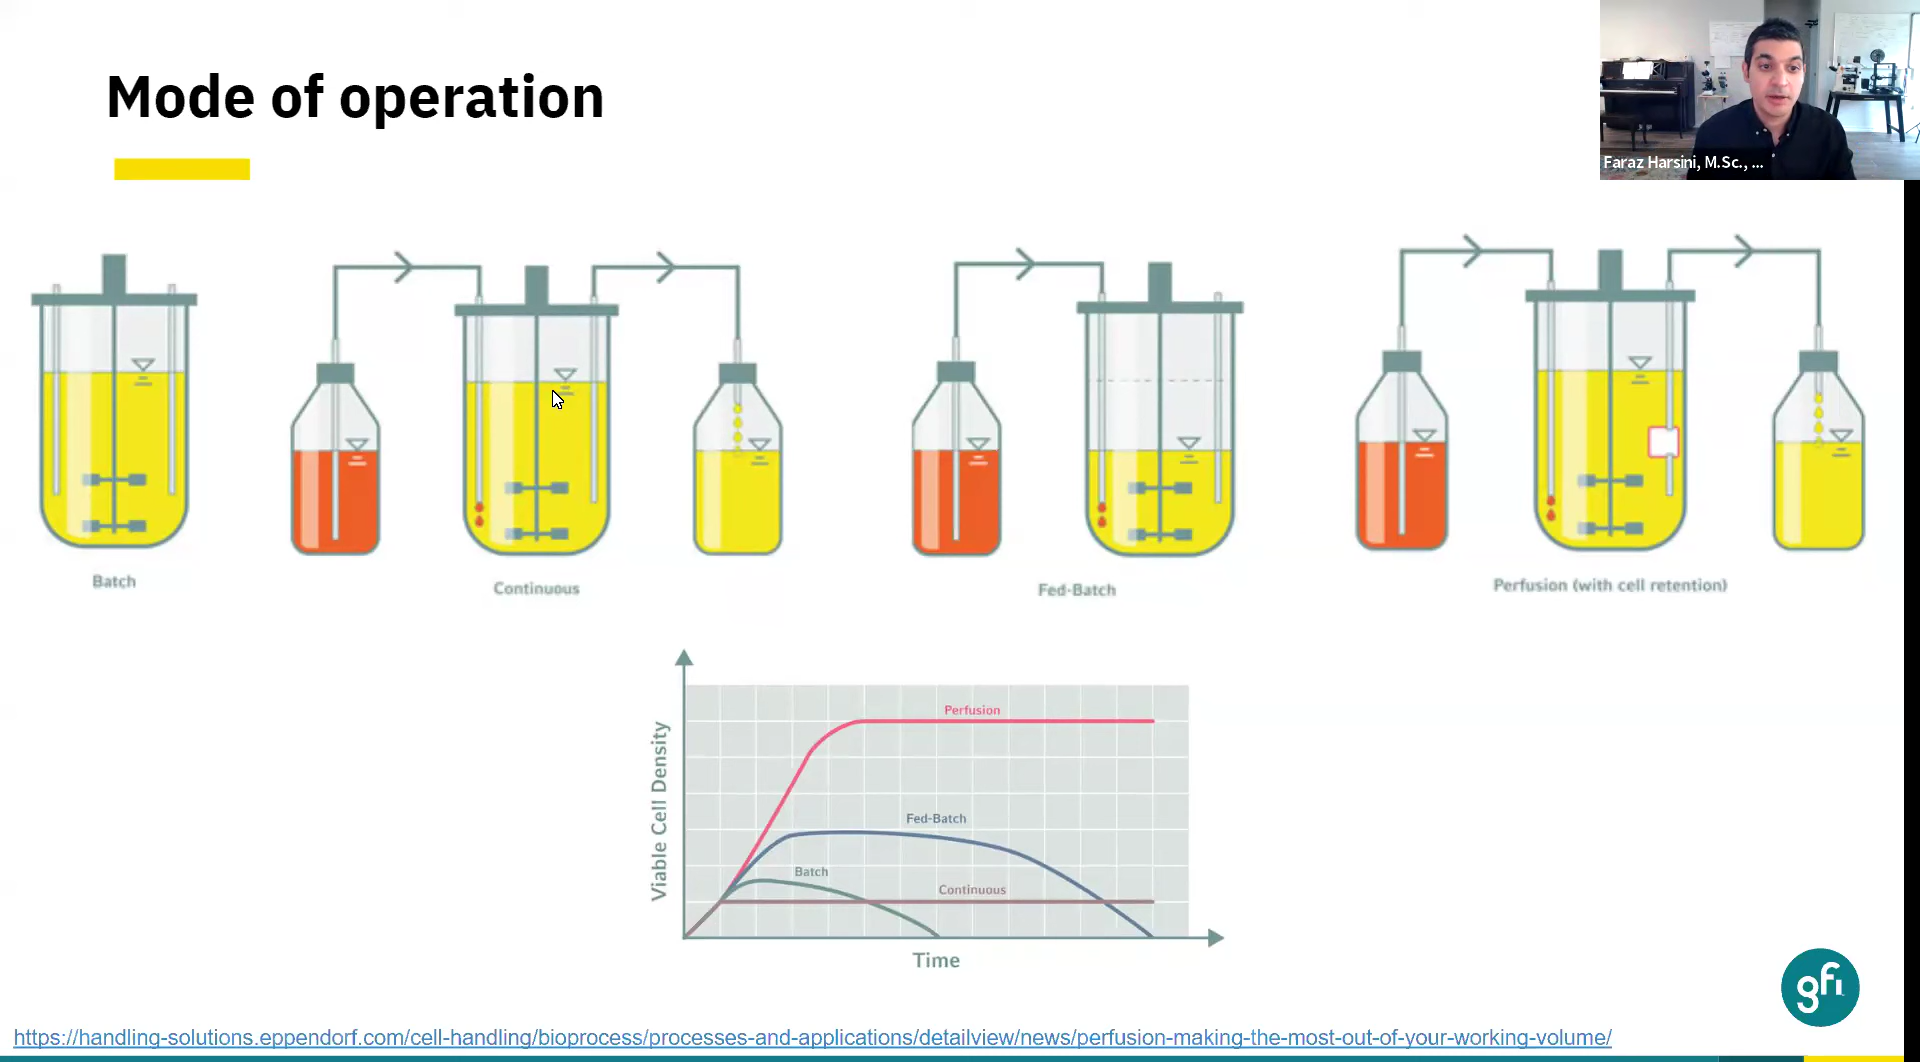 Mode of operation
Faraz Harsini, M.Sc., ...
Batch
Continuous
Fed-Batch
Perfusion (with cell retention)
Viable Cell Density
Perfusion
Fed-Batch
Batch
Continuous
Time
gfi
https://handling-solutions.eppendorf.com/cell-handling/bioprocess/processes-and-applications/detailview/news/perfusion-making-the-most-out-of-your-working-volume/